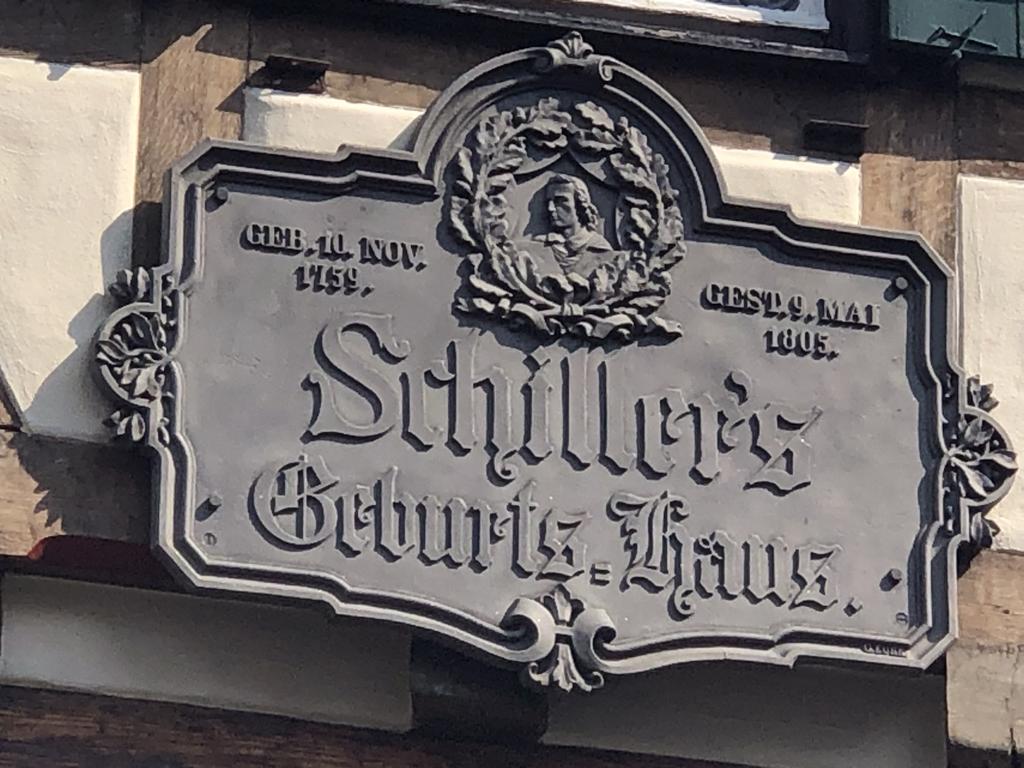 GEB. 10. NOV.
1759.
GEST. 9. MAI
1805.
Schiller's
Geburts=Haus.